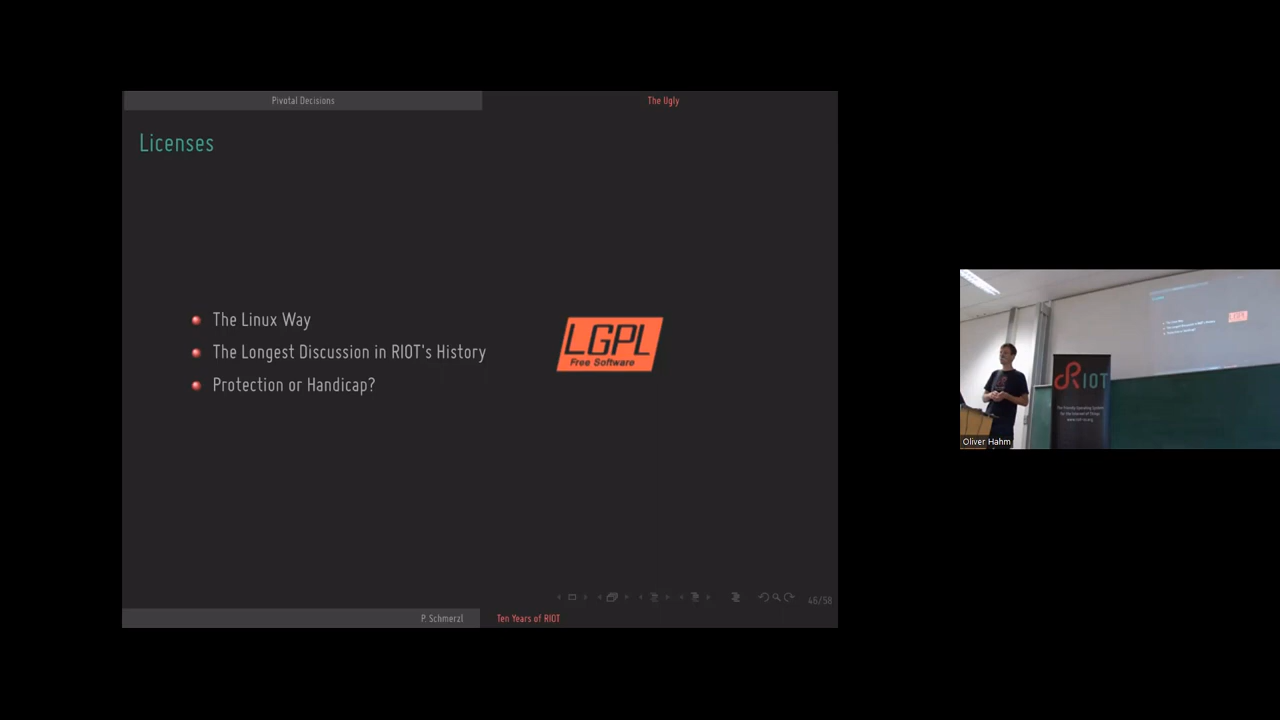 Pivotal Decisions
The Ugly
Licenses
The Linux Way
The Longest Discussion in RIOT's History
Protection or Handicap?
LGPL
Free Software
46/58
P. Schmerzl
Ten Years of RIOT
LGPL
RIOT
Oliver Hahm